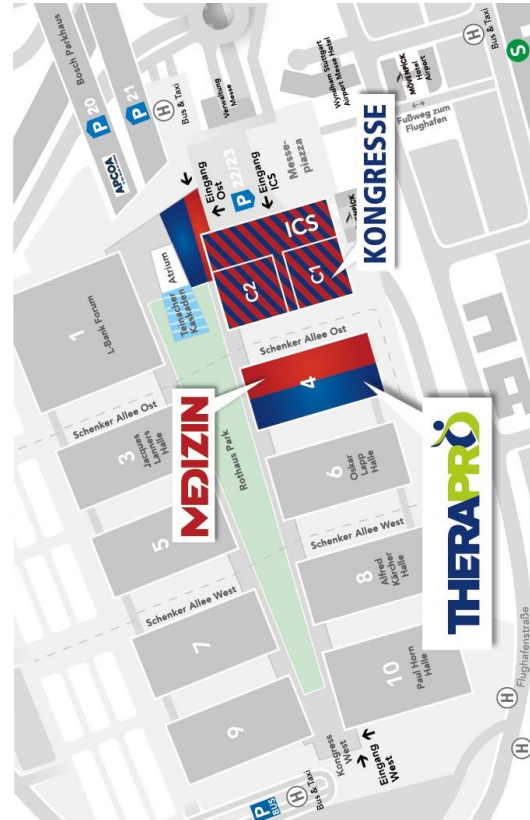 Bosch Parkhaus
P 20
P 21
APCOA
H
Bus & Taxi
Verwaltung
Messe
Eingang
Ost
P 22/23
Eingang
ICS
Messe-
piazza
Wyndham Stuttgart
Airport Messe Hotel
MÖVENPICK
Hotel
Airport
H
Bus & Taxi
S
Fußweg zum
Flughafen
KONGRESSE
ICS
C2
C1
Atrium
Teinacher
Kaskaden
1
L-Bank Forum
Schenker Allee Ost
Schenker Allee Ost
3
Jacques
Lanners
Halle
MEDIZIN
Rothaus Park
4
THERAPRO
5
6
Oskar
Lapp
Halle
Schenker Allee West
Schenker Allee West
7
8
Alfred
Kärcher
Halle
9
10
Paul Horn
Halle
Kongress
West
Eingang
West
P
BUS
H
Bus & Taxi
H
H
Flughafenstraße